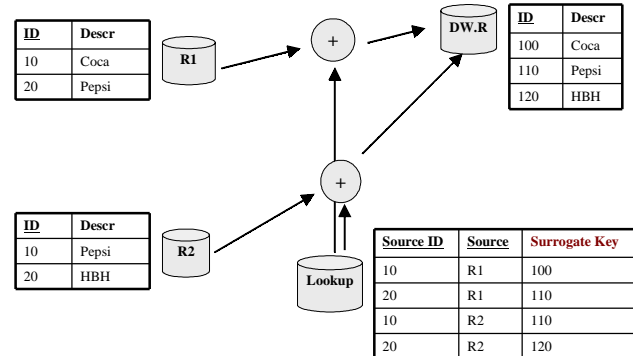 ID Descr
10 Coca
20 Pepsi
R1
+
DW.R
ID Descr
100 Coca
110 Pepsi
120 HBH
+
ID Descr
10 Pepsi
20 HBH
R2
Lookup
Source ID Source Surrogate Key
10 R1 100
20 R1 110
10 R2 110
20 R2 120